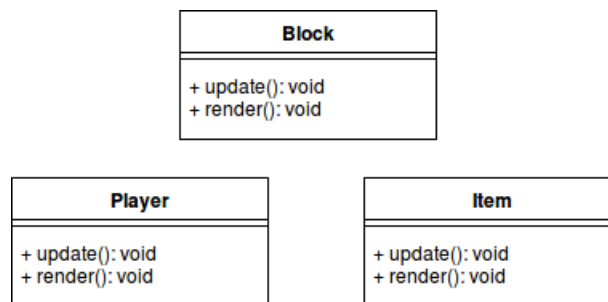 Block
+ update(): void
+ render(): void
Player
+ update(): void
+ render(): void
Item
+ update(): void
+ render(): void